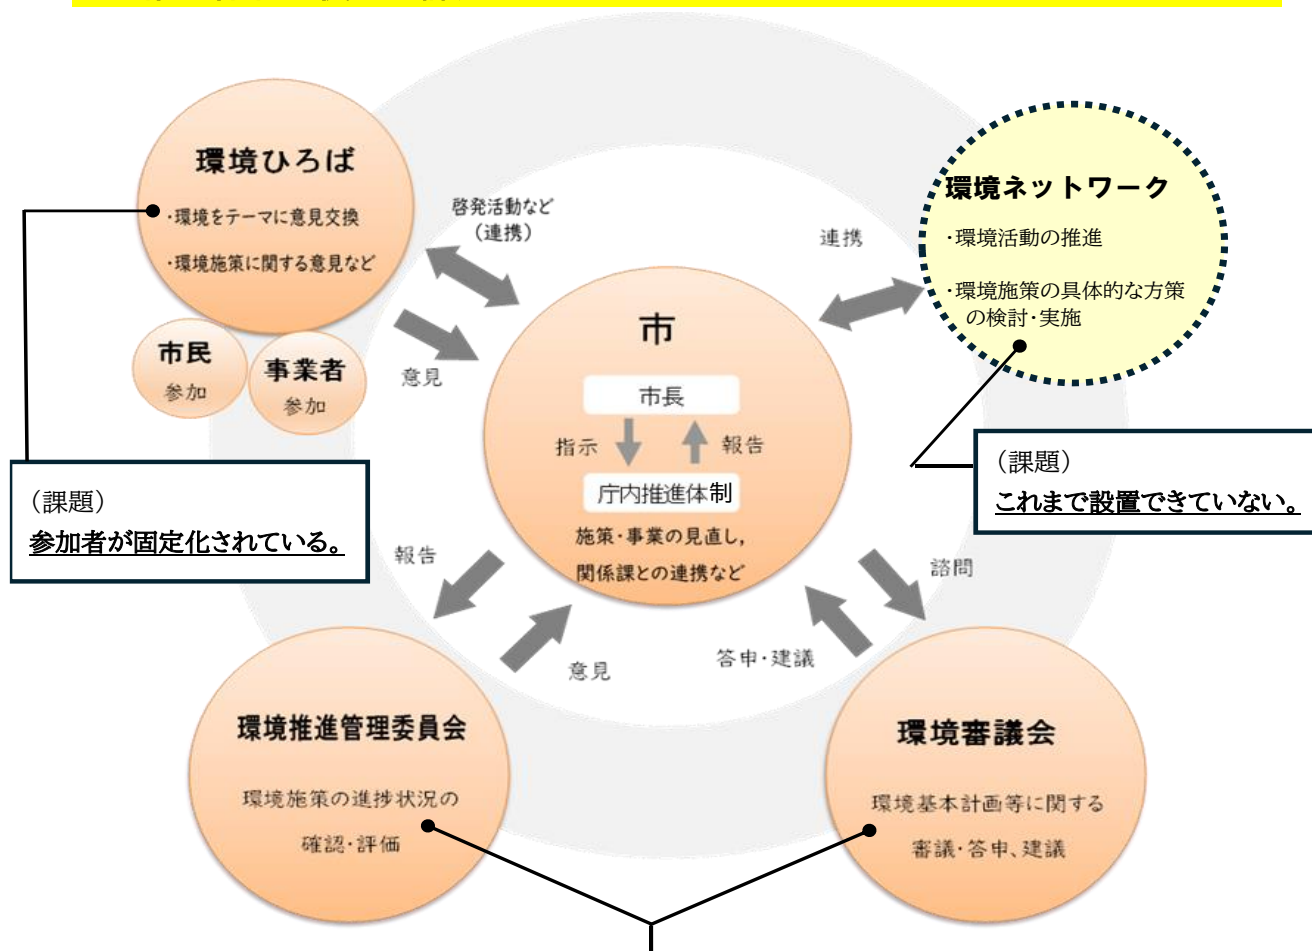 環境ひろば
・環境をテーマに意見交換
・環境施策に関する意見など
市民
参加
事業者
参加
啓発活動など
（連携）
意見
連携
環境ネットワーク
・環境活動の推進
・環境施策の具体的な方策
の検討・実施
市
市長
指示
報告
庁内推進体制
施策・事業の見直し，
関係課との連携など
（課題）
参加者が固定化されている。
（課題）
これまで設置できていない。
報告
意見
諮問
答申・建議
環境推進管理委員会
環境施策の進捗状況の
確認・評価
環境審議会
環境基本計画等に関する
審議・答申、建議